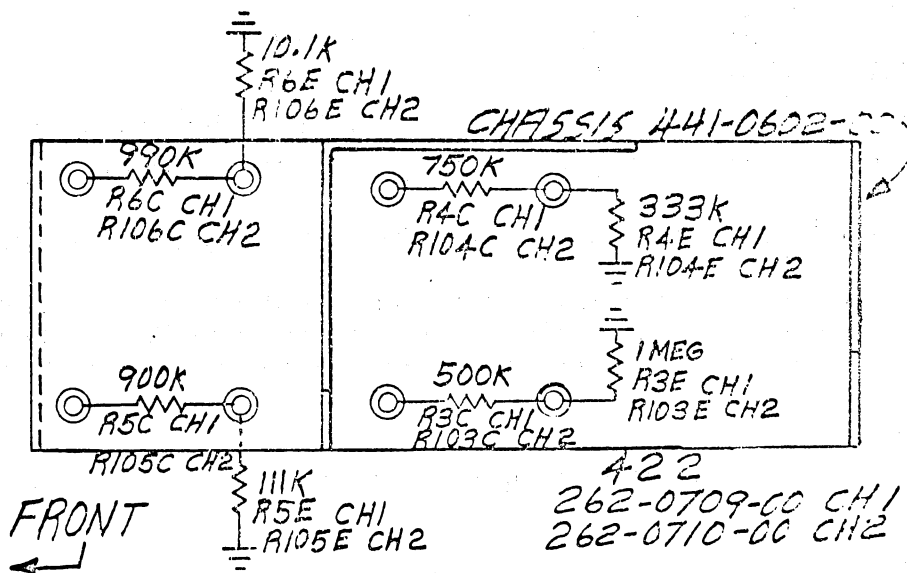 10.1K
R6E CH1
R106E CH2
CHASSIS 441-0602-
990K
R6C CH1
R106C CH2
750K
R4C CH1
R104C CH2
333K
R4E CH1
R104E CH2
900K
R5C CH1
R105C CH2
500K
R3C CH1
R103C CH2
1MEG
R3E CH1
R103E CH2
111K
R5E CH1
R105E CH2
FRONT
422
262-0709-00 CH1
262-0710-00 CH2